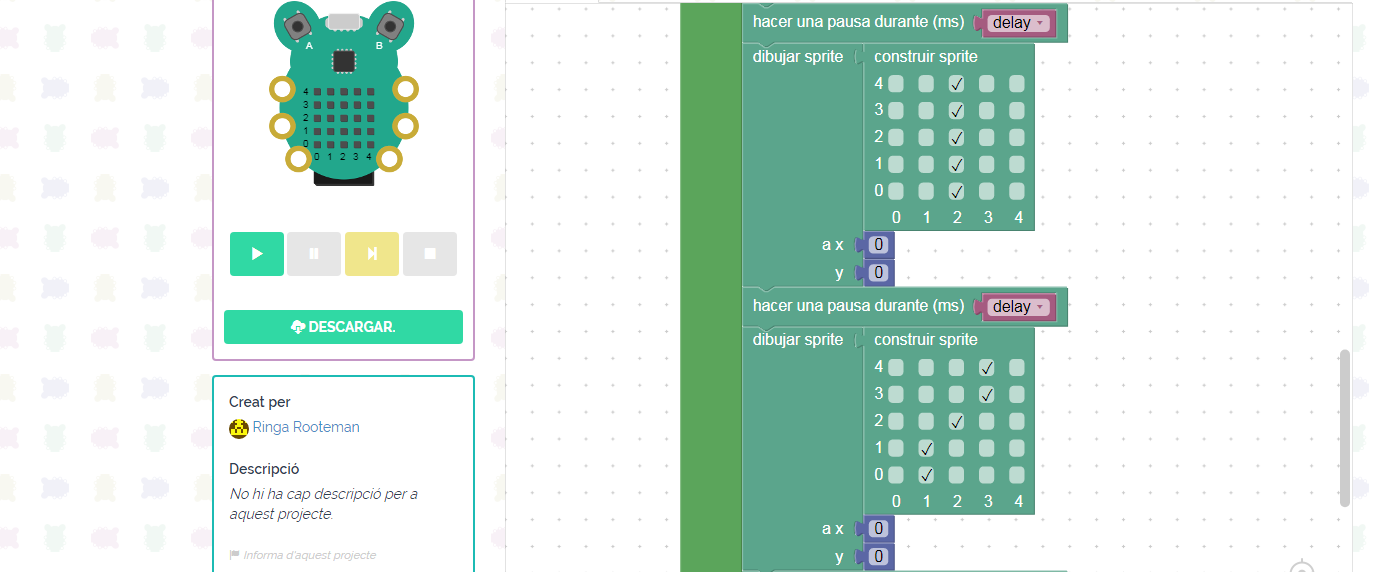 A B
4
3
2
1
0
0 1 2 3 4
DESCARGAR.
Creat per
Ringa Rooteman
Descripció
No hi ha cap descripció per a
aquest projecte.
Informa d'aquest projecte
hacer una pausa durante (ms) delay
dibujar sprite construir sprite
4
3
2
1
0
0 1 2 3 4
a x 0
y 0
hacer una pausa durante (ms) delay
dibujar sprite construir sprite
4
3
2
1
0
0 1 2 3 4
a x 0
y 0